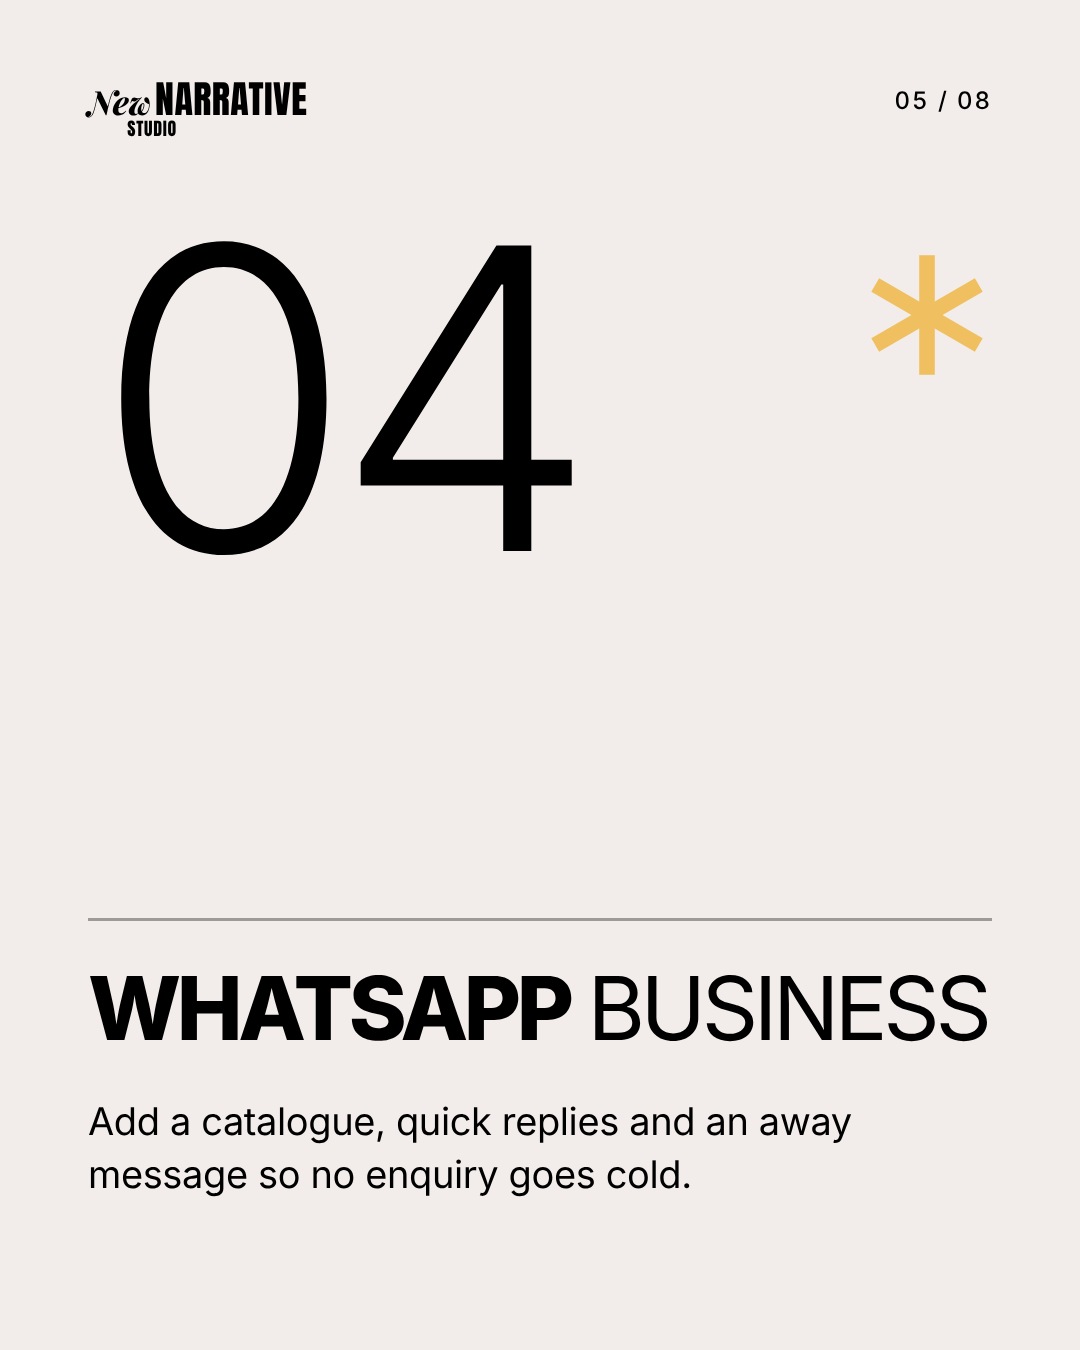 New NARRATIVE
STUDIO
05 / 08
04
*
WHATSAPP BUSINESS
Add a catalogue, quick replies and an away
message so no enquiry goes cold.